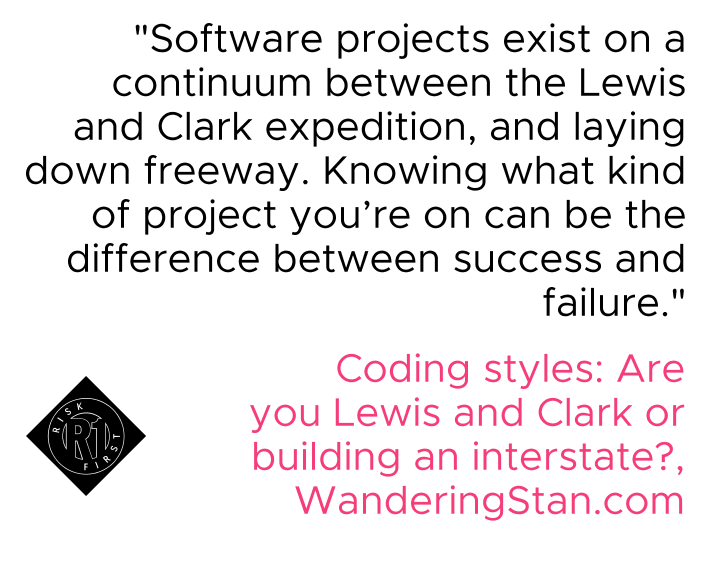 "Software projects exist on a
continuum between the Lewis
and Clark expedition, and laying
down freeway. Knowing what kind
of project you’re on can be the
difference between success and
failure."
Coding styles: Are
you Lewis and Clark or
building an interstate?,
WanderingStan.com
RISK
R1
FIRST